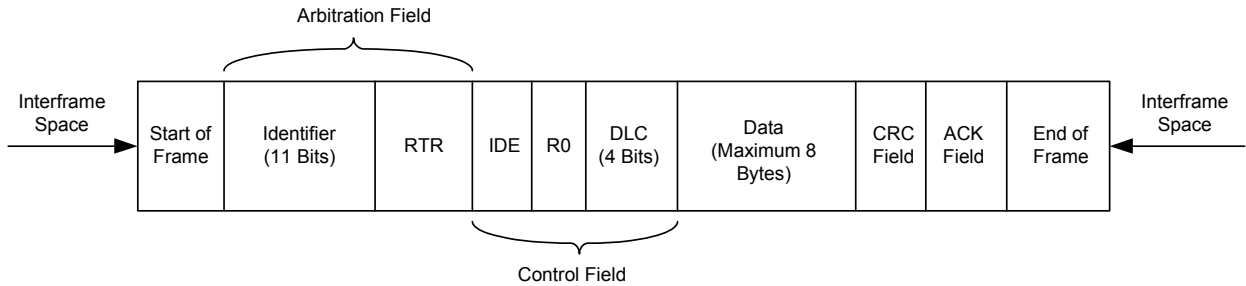 Arbitration Field
Interframe
Space
Start of
Frame
Identifier
(11 Bits)
RTR
IDE
R0
DLC
(4 Bits)
Data
(Maximum 8
Bytes)
CRC
Field
ACK
Field
End of
Frame
Interframe
Space
Control Field